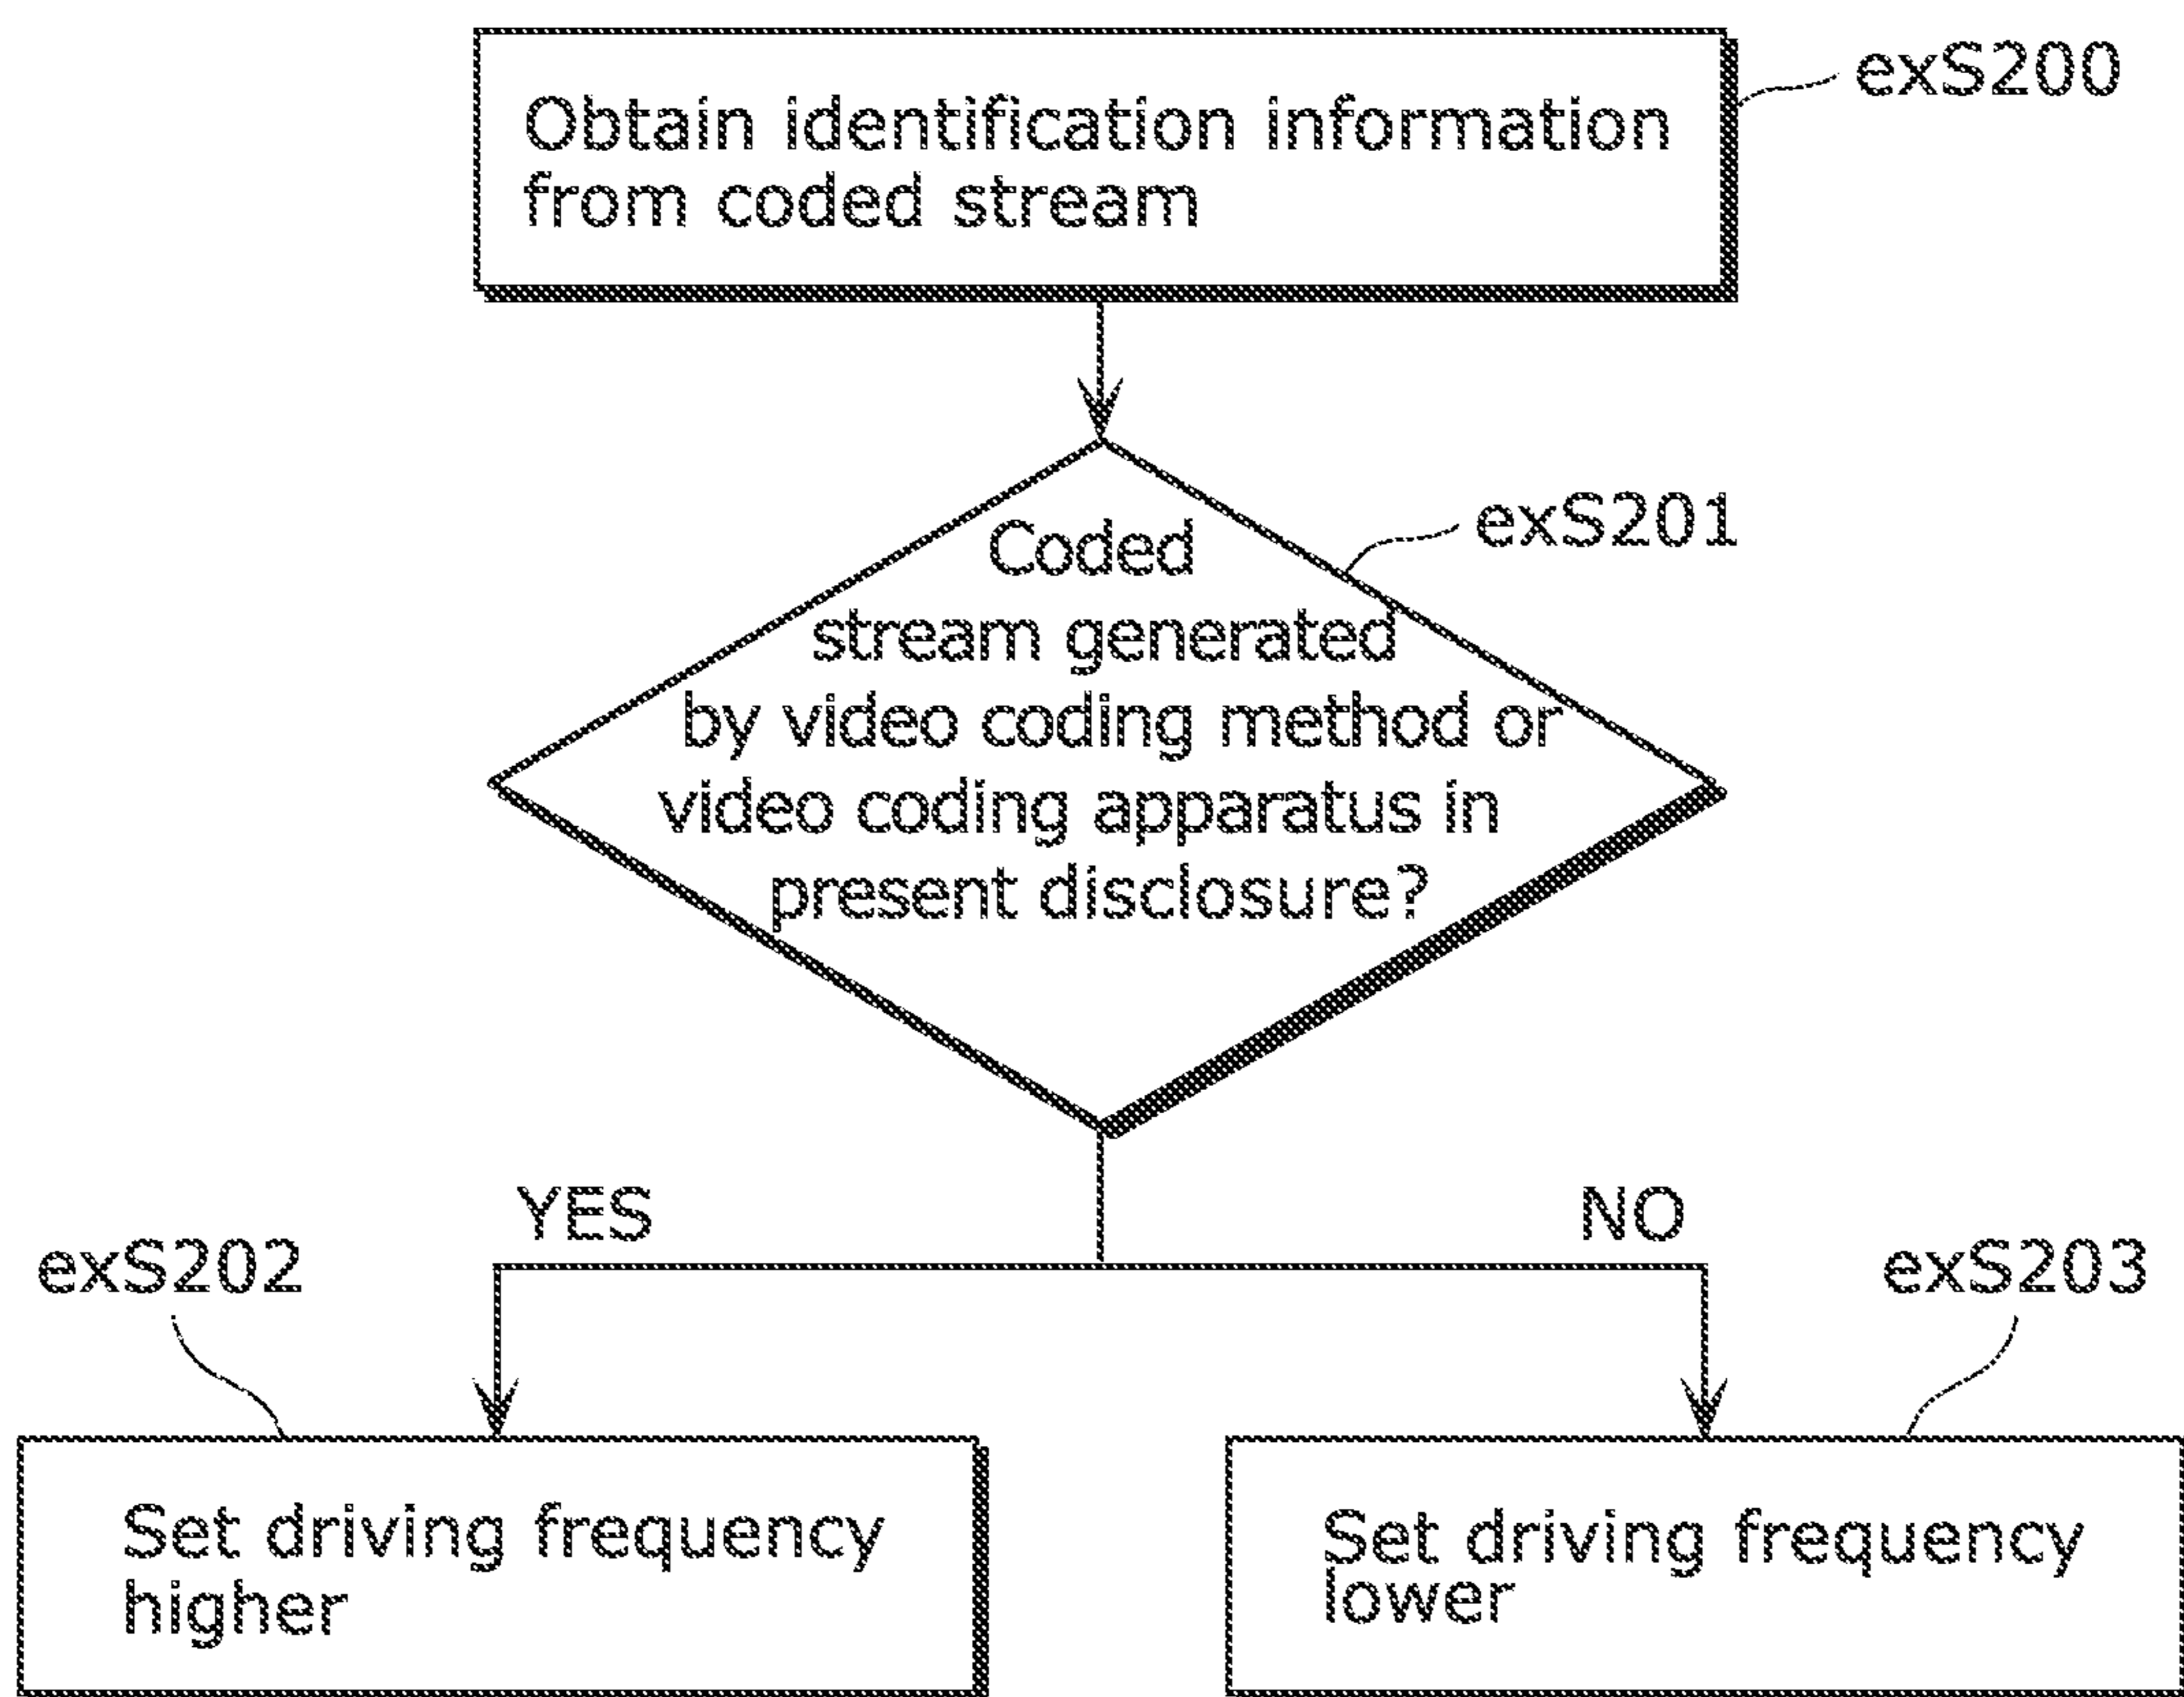 exS200
Obtain identification information
from coded stream
exS201
Coded
stream generated
by video coding method or
video coding apparatus in
present disclosure?
YES
NO
exS202
exS203
Set driving frequency
higher
Set driving frequency
lower